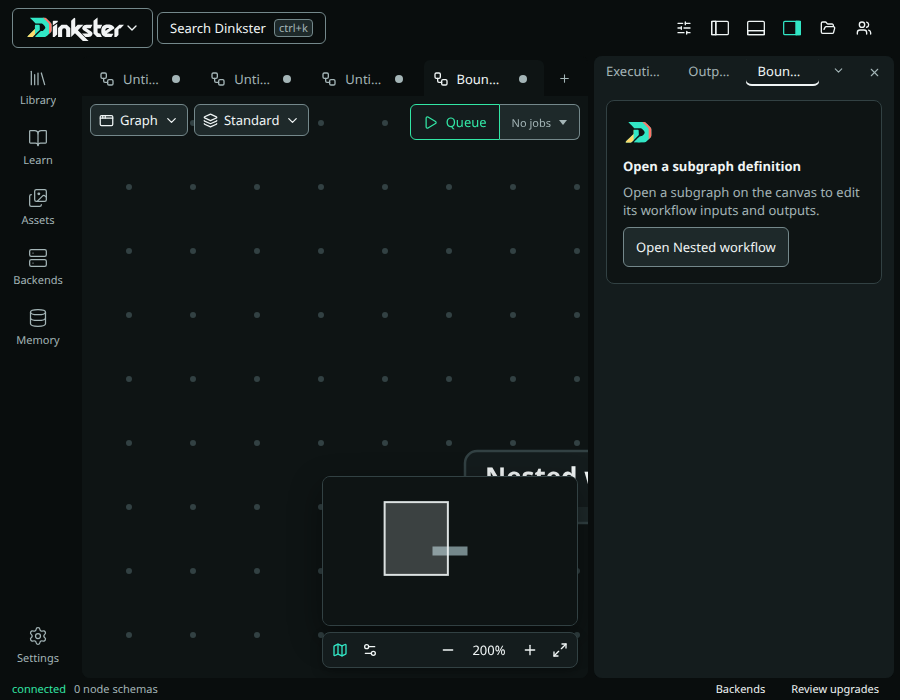 Dinkster
Search Dinkster ctrl+k
Library
Learn
Assets
Backends
Memory
Settings
Unti...
Unti...
Unti...
Boun...
Graph
Standard
Queue
No jobs
Nested
200%
Executi...
Outp...
Boun...
Open a subgraph definition
Open a subgraph on the canvas to edit
its workflow inputs and outputs.
Open Nested workflow
connected 0 node schemas
Backends
Review upgrades